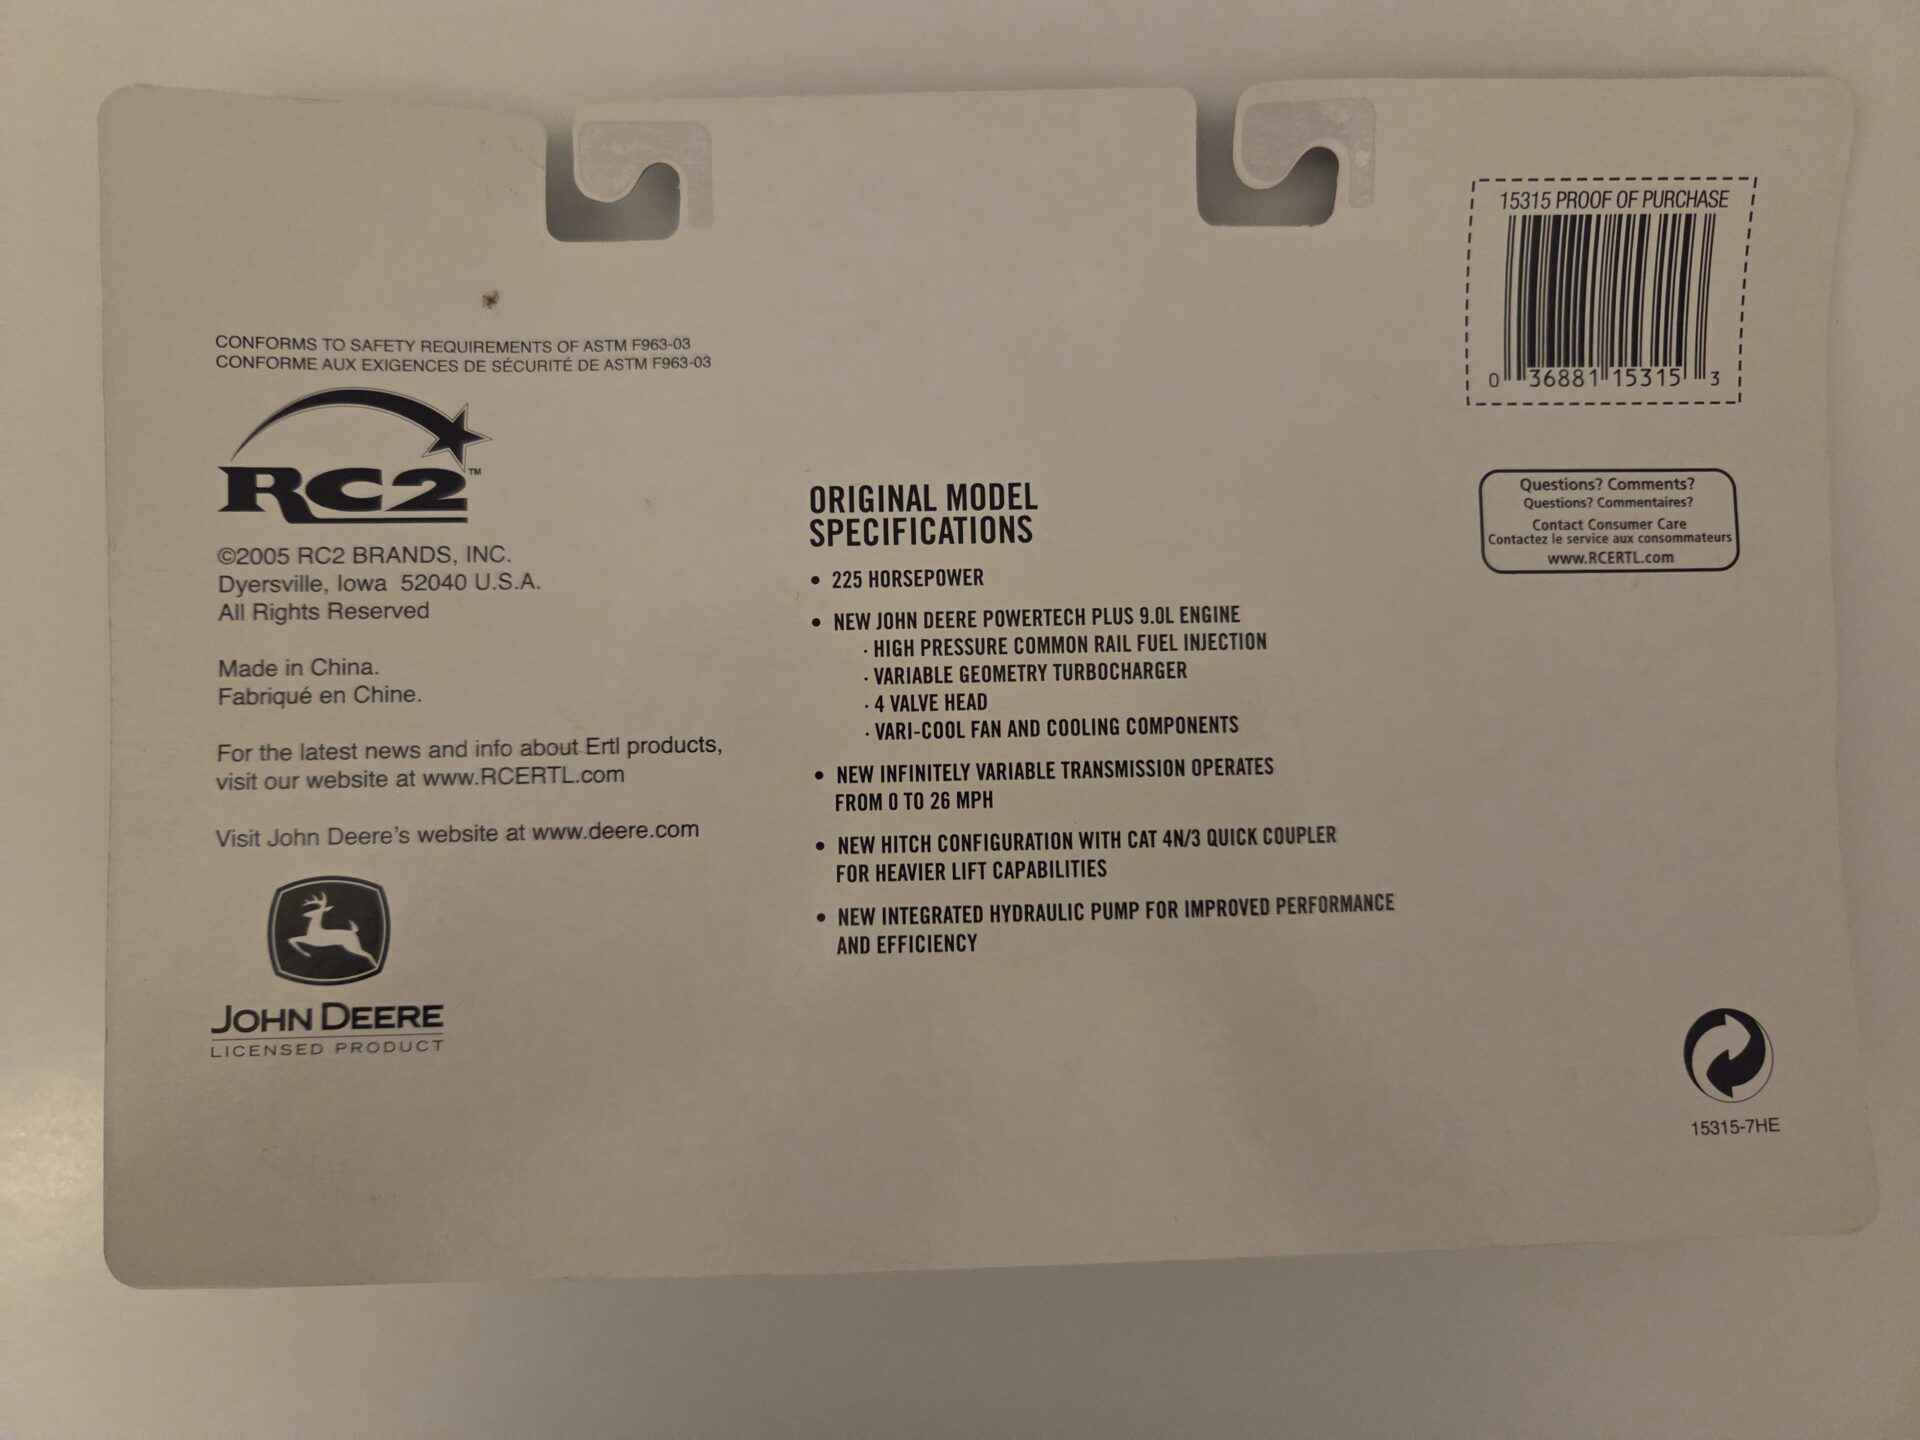 15315 PROOF OF PURCHASE
0 36881 15315 3
CONFORMS TO SAFETY REQUIREMENTS OF ASTM F963-03
CONFORME AUX EXIGENCES DE SÉCURITÉ DE ASTM F963-03
RC2™
©2005 RC2 BRANDS, INC.
Dyersville, Iowa 52040 U.S.A.
All Rights Reserved
Made in China.
Fabriqué en Chine.
For the latest news and info about Ertl products,
visit our website at www.RCERTL.com
Visit John Deere's website at www.deere.com
JOHN DEERE
LICENSED PRODUCT
ORIGINAL MODEL
SPECIFICATIONS
• 225 HORSEPOWER
• NEW JOHN DEERE POWERTECH PLUS 9.0L ENGINE
· HIGH PRESSURE COMMON RAIL FUEL INJECTION
· VARIABLE GEOMETRY TURBOCHARGER
· 4 VALVE HEAD
· VARI-COOL FAN AND COOLING COMPONENTS
• NEW INFINITELY VARIABLE TRANSMISSION OPERATES
FROM 0 TO 26 MPH
• NEW HITCH CONFIGURATION WITH CAT 4N/3 QUICK COUPLER
FOR HEAVIER LIFT CAPABILITIES
• NEW INTEGRATED HYDRAULIC PUMP FOR IMPROVED PERFORMANCE
AND EFFICIENCY
Questions? Comments?
Questions? Commentaires?
Contact Consumer Care
Contactez le service aux consommateurs
www.RCERTL.com
15315-7HE